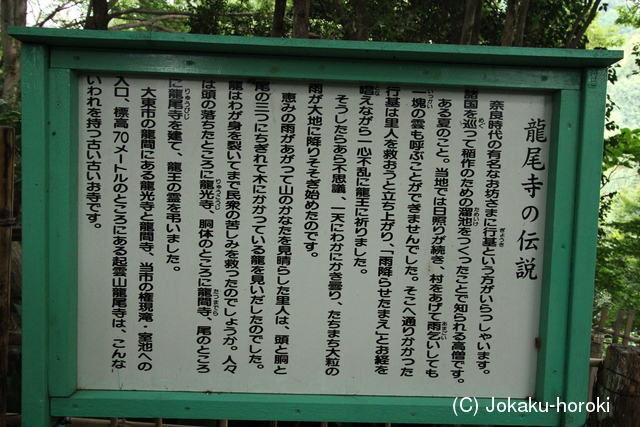 龍尾寺の伝説
奈良時代の有名なお坊さまに行基という方がいらっしゃいます。
諸国を巡って稲作のための溜池をつくったことで知られる高僧です。
ある夏のこと。当地では日照りが続き、村をあげて雨乞いしても
一塊の雲も呼ぶことができませんでした。そこへ通りかかった
行基は里人を救おうと立ち上がり、「雨降らせたまえ」とお経を
唱えながら一心不乱に龍王に祈りました。
そうしたらあら不思議、一天にわかにかき曇り、たちまち大粒の
雨が大地に降りそそぎ始めたのです。
恵みの雨があがって山のかなたを見晴らした里人は、頭と胴と
尾の三つにちぎれて木にかかっている龍を見いだしたのでした。
龍はわが身を裂いてまで民衆の苦しみを救ったのでしょうか。人々
は頭の落ちたところに龍光寺、胴体のところに龍間寺、尾のところ
に龍尾寺を建て、龍王の霊を弔いました。
大東市の龍間にある龍光寺と龍間寺、当市の権現滝・室池への
入口、標高70メートルのところにある起雲山龍尾寺は、こんな
いわれを持つ古い古いお寺です。
(C) Jokaku-horoki